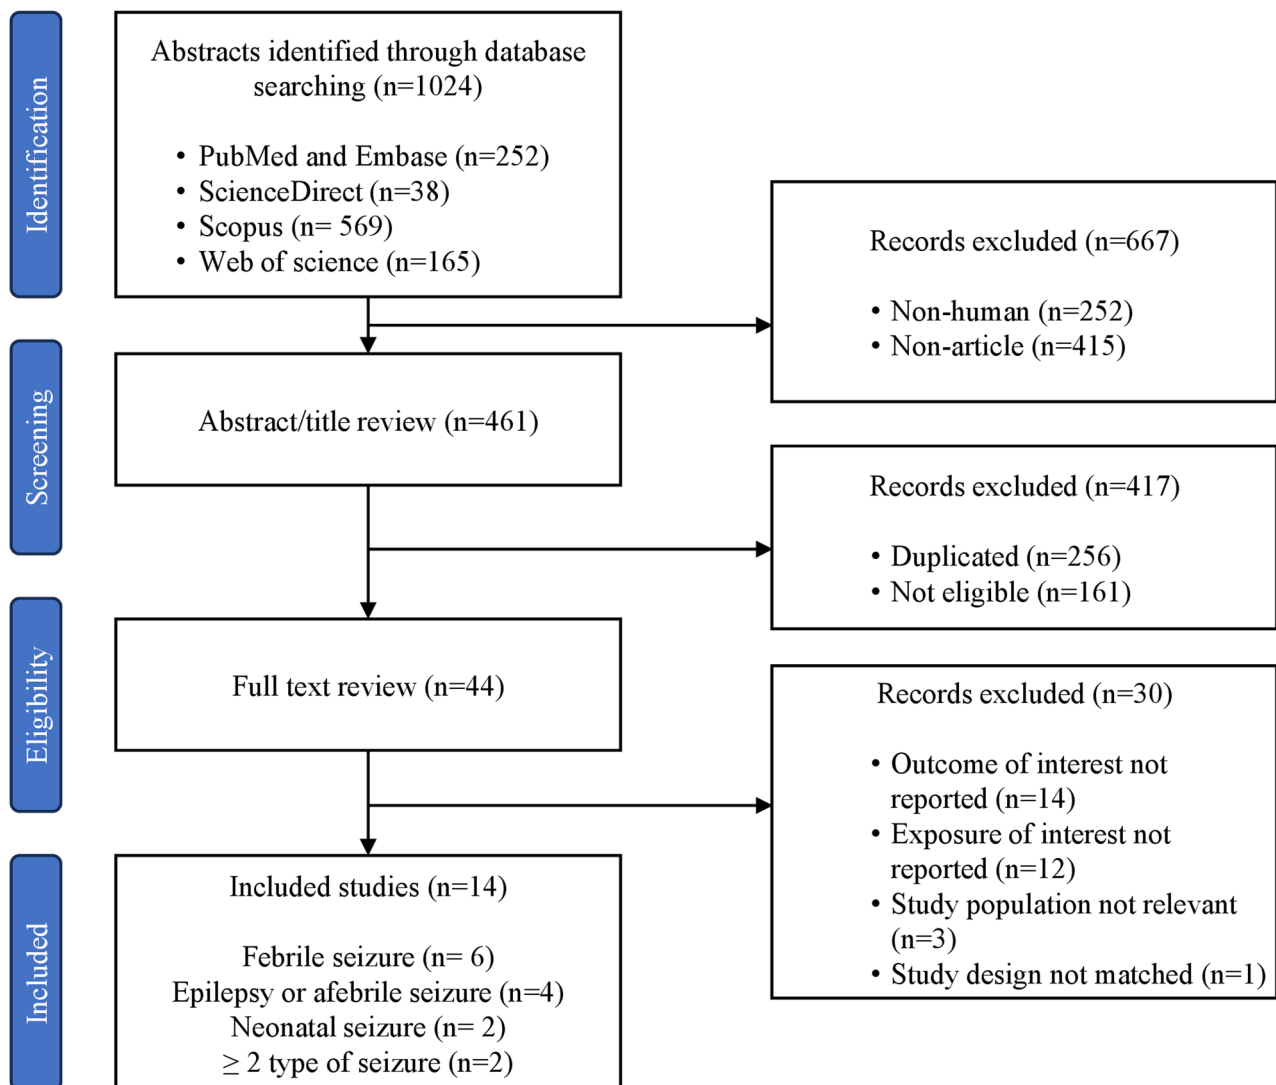 Identification
Abstracts identified through database
searching (n=1024)
• PubMed and Embase (n=252)
• ScienceDirect (n=38)
• Scopus (n= 569)
• Web of science (n=165)
Records excluded (n=667)
• Non-human (n=252)
• Non-article (n=415)
Screening
Abstract/title review (n=461)
Records excluded (n=417)
• Duplicated (n=256)
• Not eligible (n=161)
Eligibility
Full text review (n=44)
Records excluded (n=30)
• Outcome of interest not
reported (n=14)
• Exposure of interest not
reported (n=12)
• Study population not relevant
(n=3)
• Study design not matched (n=1)
Included
Included studies (n=14)
Febrile seizure (n= 6)
Epilepsy or afebrile seizure (n=4)
Neonatal seizure (n= 2)
≥ 2 type of seizure (n=2)